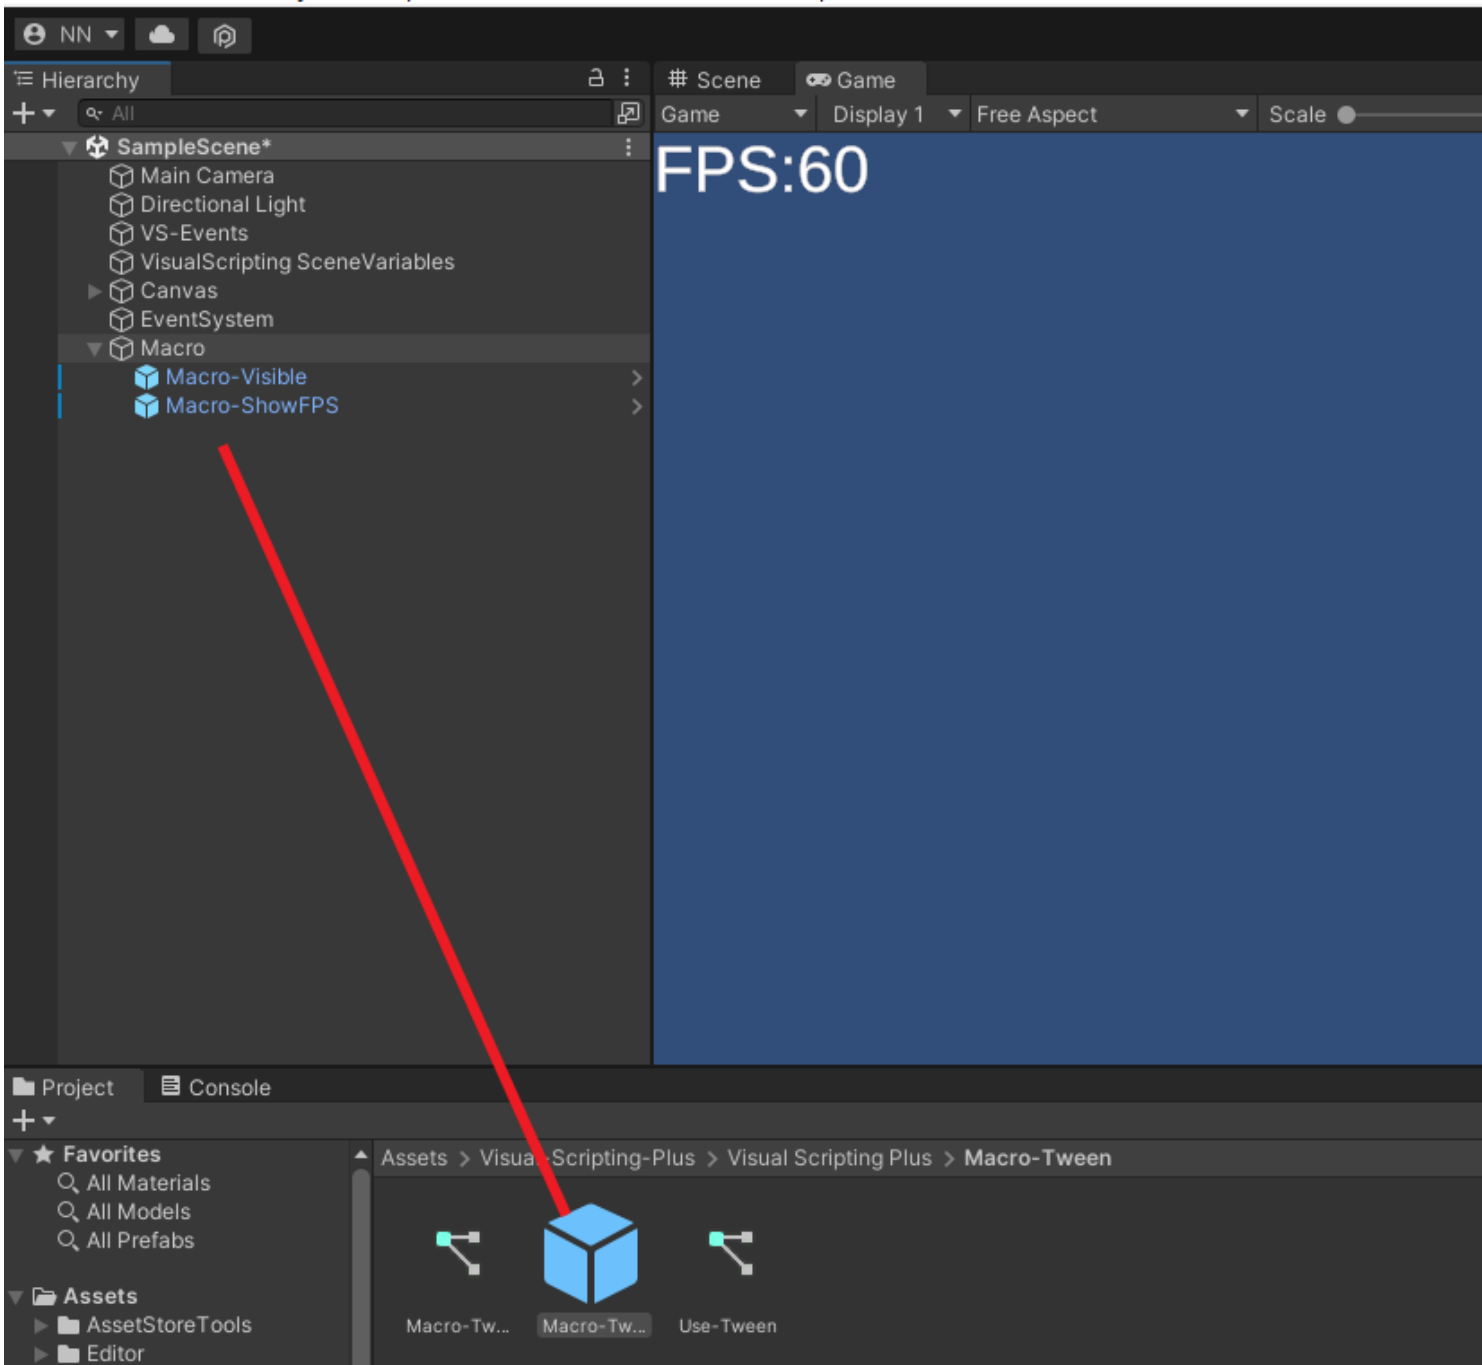 NN
Hierarchy
Scene
Game
All
Game
Display 1
Free Aspect
Scale
SampleScene*
Main Camera
Directional Light
VS-Events
VisualScripting SceneVariables
Canvas
EventSystem
Macro
Macro-Visible
Macro-ShowFPS
FPS:60
Project
Console
Favorites
All Materials
All Models
All Prefabs
Assets
AssetStoreTools
Editor
Assets > Visual-Scripting-Plus > Visual Scripting Plus > Macro-Tween
Macro-Tw...
Macro-Tw...
Use-Tween